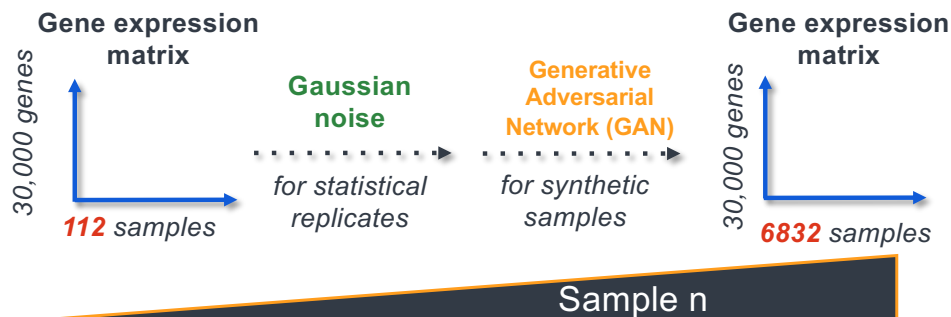 Gene expression
matrix
30,000 genes
112 samples
Gaussian
noise
for statistical
replicates
Generative
Adversarial
Network (GAN)
for synthetic
samples
Gene expression
matrix
30,000 genes
6832 samples
Sample n